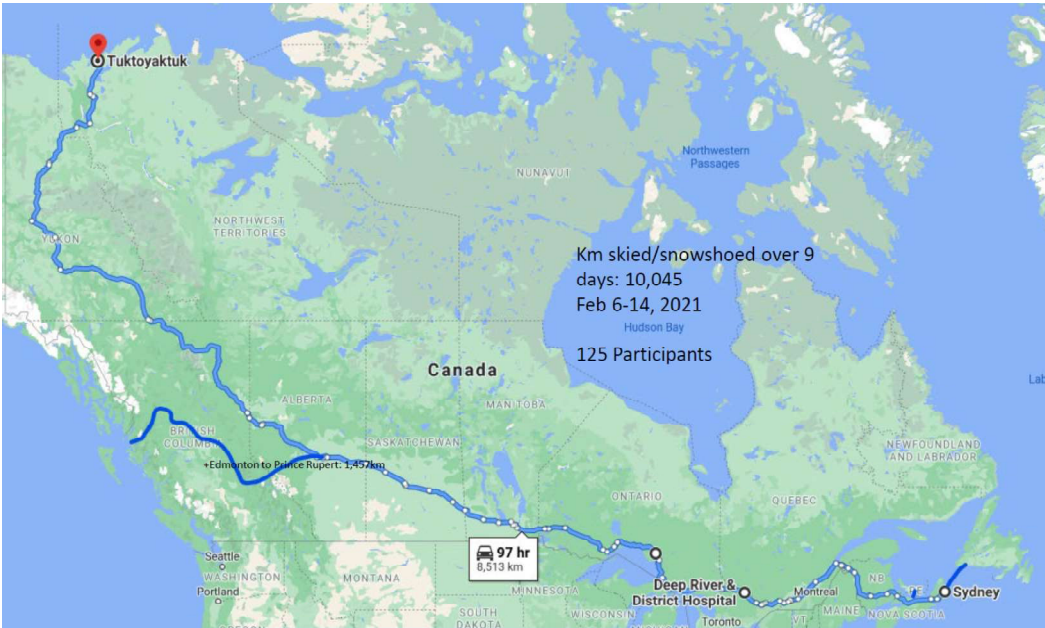 Tuktoyaktuk
Northwestern
Passages
NUNAVUT
NORTHWEST
TERRITORIES
YUKON
Km skied/snowshoed over 9
days: 10,045
Feb 6-14, 2021
Hudson Bay
125 Participants
Canada
Lab
ALBERTA
MANITOBA
BRITISH
COLUMB
SASKATCHEWAN
NEWFOUNDLAND
AND LABRADOR
+Edmonton to Prince Rupert: 1,457km
ONTARIO
QUEBEC
97 hr
8,513 km
Seattle
WASHINGTON
MONTANA
Portland
MINNESOTA
Deep River &
District Hospital
Montreal
NB
PE
Sydney
MAINE
NOVA SCOTIA
SOUTH
DAKOTA
WISCONSIN
Toronto
VT